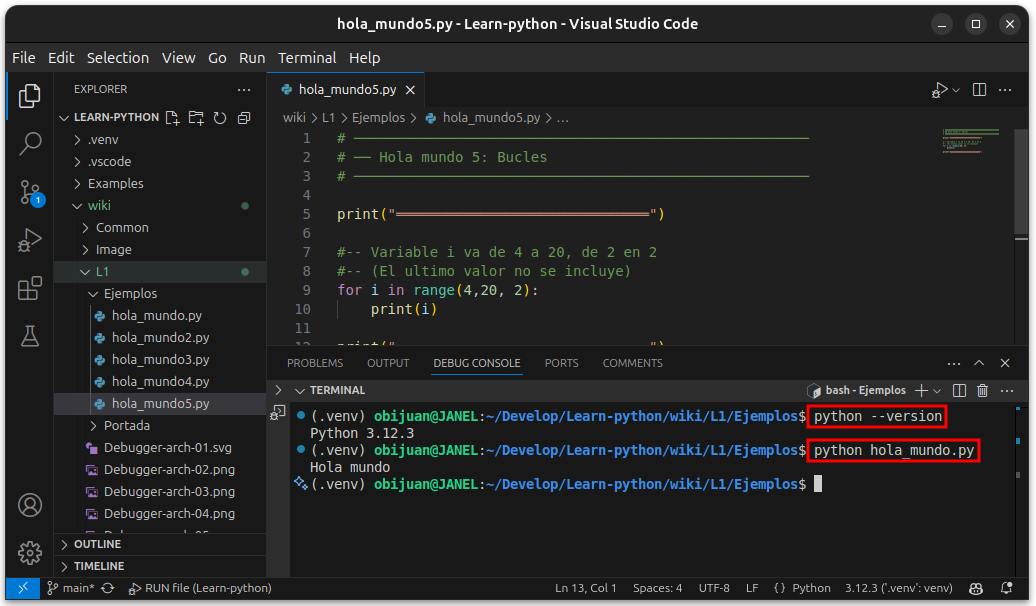 hola_mundo5.py - Learn-python - Visual Studio Code
File Edit Selection View Go Run Terminal Help
EXPLORER
LEARN-PYTHON
.venv
.vscode
Examples
wiki
Common
Image
L1
Ejemplos
hola_mundo.py
hola_mundo2.py
hola_mundo3.py
hola_mundo4.py
hola_mundo5.py
Portada
Debugger-arch-01.svg
Debugger-arch-02.png
Debugger-arch-03.png
Debugger-arch-04.png
OUTLINE
TIMELINE
1
hola_mundo5.py
wiki > L1 > Ejemplos > hola_mundo5.py > ...
1 # ──────────────────────────────────────
2 # ── Hola mundo 5: Bucles
3 # ──────────────────────────────────────
4
5 print("══════════════════════════════")
6
7 #-- Variable i va de 4 a 20, de 2 en 2
8 #-- (El ultimo valor no se incluye)
9 for i in range(4,20, 2):
10 print(i)
11
PROBLEMS OUTPUT DEBUG CONSOLE PORTS COMMENTS
TERMINAL
bash - Ejemplos
(.venv) obijuan@JANEL:~/Develop/Learn-python/wiki/L1/Ejemplos$ python --version
Python 3.12.3
(.venv) obijuan@JANEL:~/Develop/Learn-python/wiki/L1/Ejemplos$ python hola_mundo.py
Hola mundo
(.venv) obijuan@JANEL:~/Develop/Learn-python/wiki/L1/Ejemplos$
main* RUN file (Learn-python) Ln 13, Col 1 Spaces: 4 UTF-8 LF {} Python 3.12.3 ('.venv': venv)